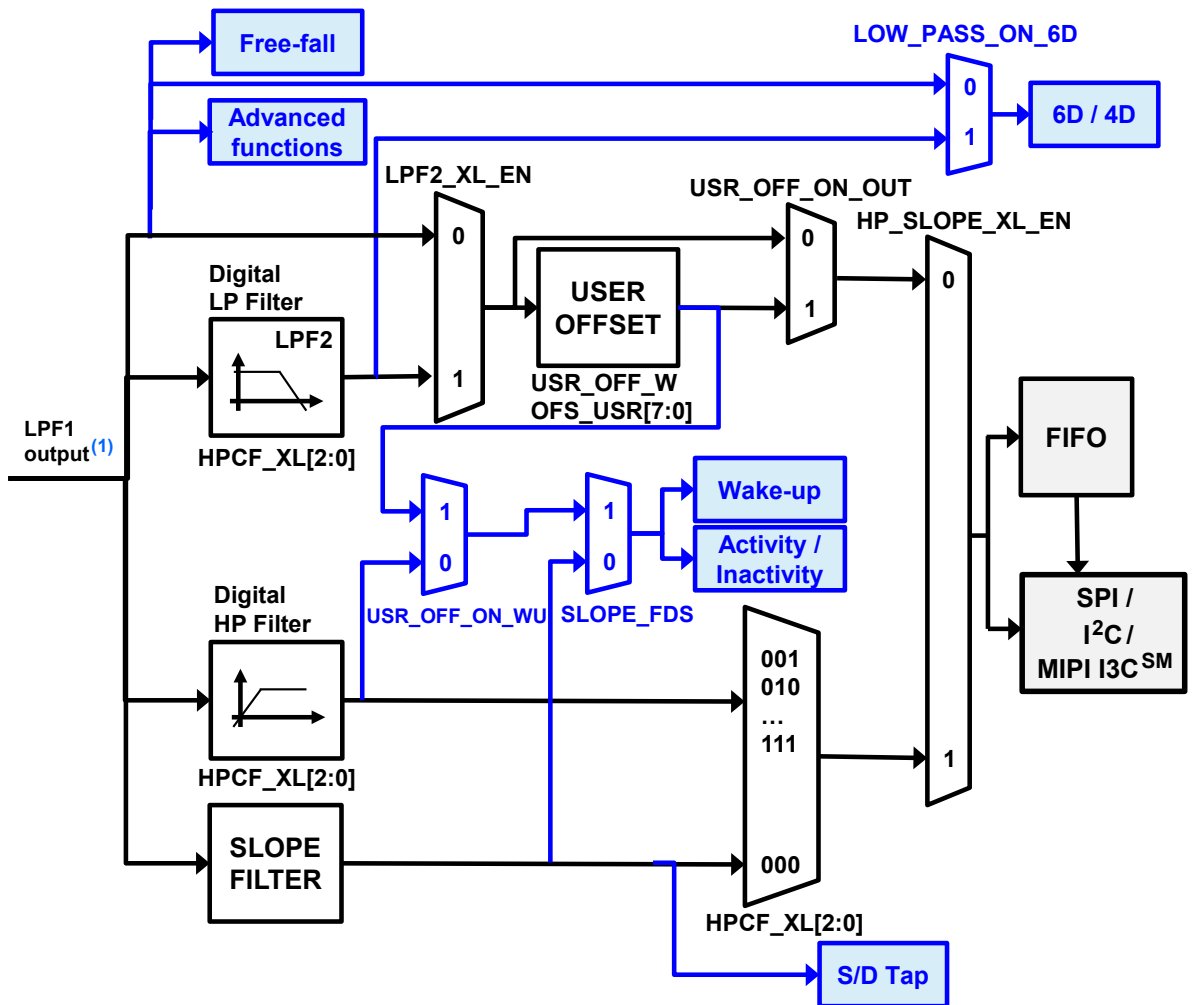 Free-fall
LOW_PASS_ON_6D
0
1
6D / 4D
Advanced
functions
LPF2_XL_EN
0
1
USR_OFF_ON_OUT
0
1
HP_SLOPE_XL_EN
0
1
Digital
LP Filter
LPF2
HPCF_XL[2:0]
USER
OFFSET
USR_OFF_W
OFS_USR[7:0]
LPF1
output(1)
FIFO
1
0
USR_OFF_ON_WU
1
0
SLOPE_FDS
Wake-up
Activity /
Inactivity
SPI /
I2C /
MIPI I3CSM
Digital
HP Filter
HPCF_XL[2:0]
001
010
...
111
000
HPCF_XL[2:0]
SLOPE
FILTER
S/D Tap